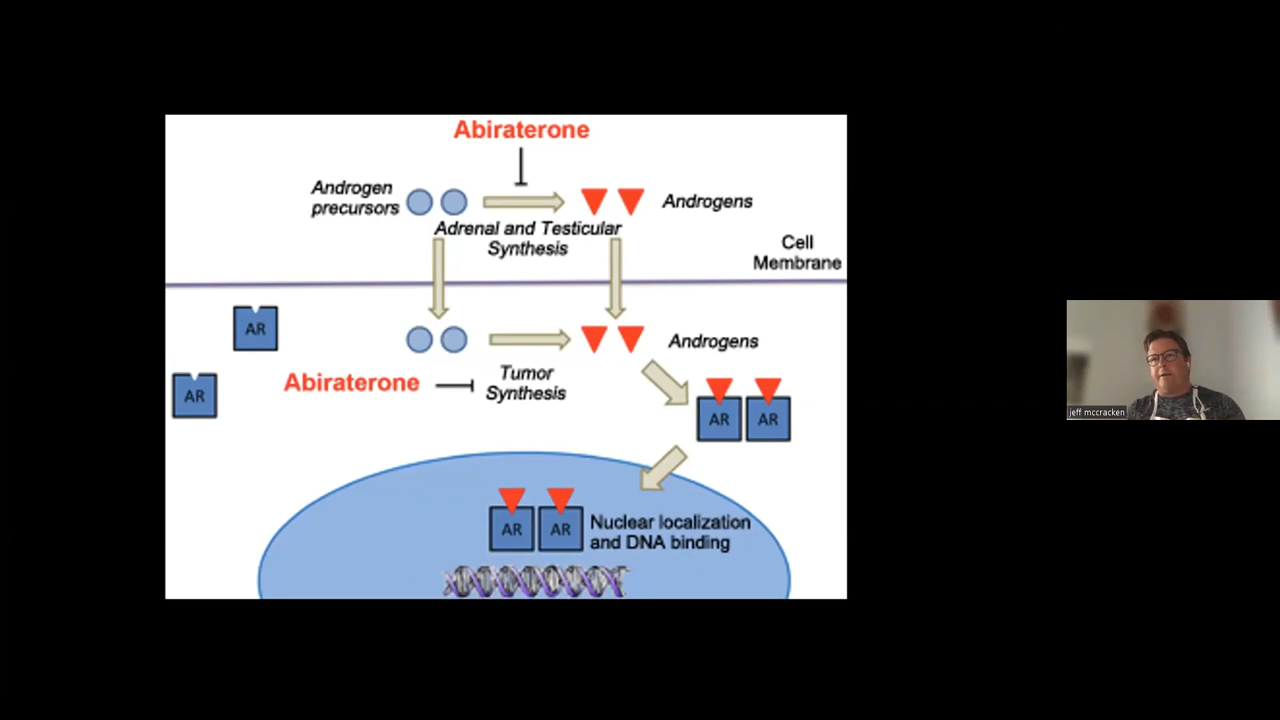 Abiraterone
Androgen
precursors
Androgens
Adrenal and Testicular
Synthesis
Cell
Membrane
AR
Androgens
Abiraterone
Tumor
Synthesis
AR
AR
AR
jeff mccracken
AR
AR
Nuclear localization
and DNA binding